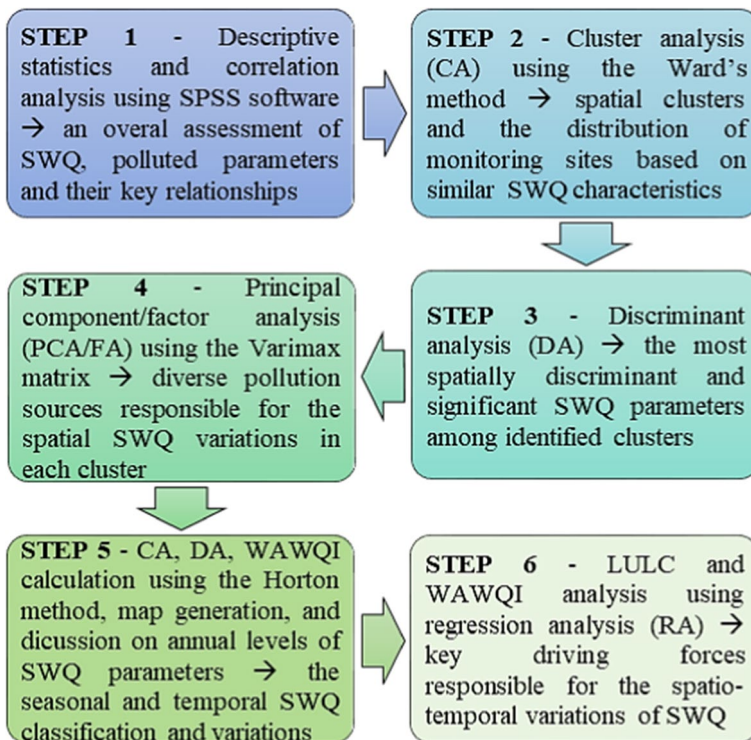 STEP 1 - Descriptive
statistics and correlation
analysis using SPSS software
→ an overal assessment of
SWQ, polluted parameters
and their key relationships
STEP 2 - Cluster analysis
(CA) using the Ward's
method → spatial clusters
and the distribution of
monitoring sites based on
similar SWQ characteristics
STEP 3 - Discriminant
analysis (DA) → the most
spatially discriminant and
significant SWQ parameters
among identified clusters
STEP 4 - Principal
component/factor analysis
(PCA/FA) using the Varimax
matrix → diverse pollution
sources responsible for the
spatial SWQ variations in
each cluster
STEP 5 - CA, DA, WAWQI
calculation using the Horton
method, map generation, and
dicussion on annual levels of
SWQ parameters → the
seasonal and temporal SWQ
classification and variations
STEP 6 - LULC and
WAWQI analysis using
regression analysis (RA) →
key driving forces
responsible for the spatio-
temporal variations of SWQ